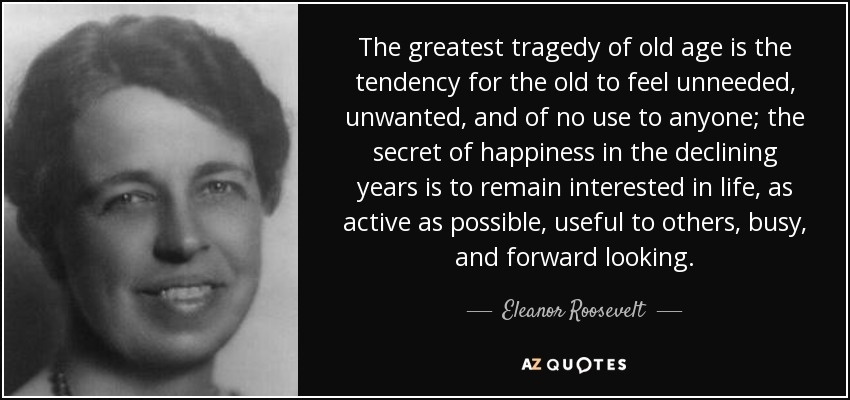 The greatest tragedy of old age is the
tendency for the old to feel unneeded,
unwanted, and of no use to anyone; the
secret of happiness in the declining
years is to remain interested in life, as
active as possible, useful to others, busy,
and forward looking.
Eleanor Roosevelt
AZ QUOTES